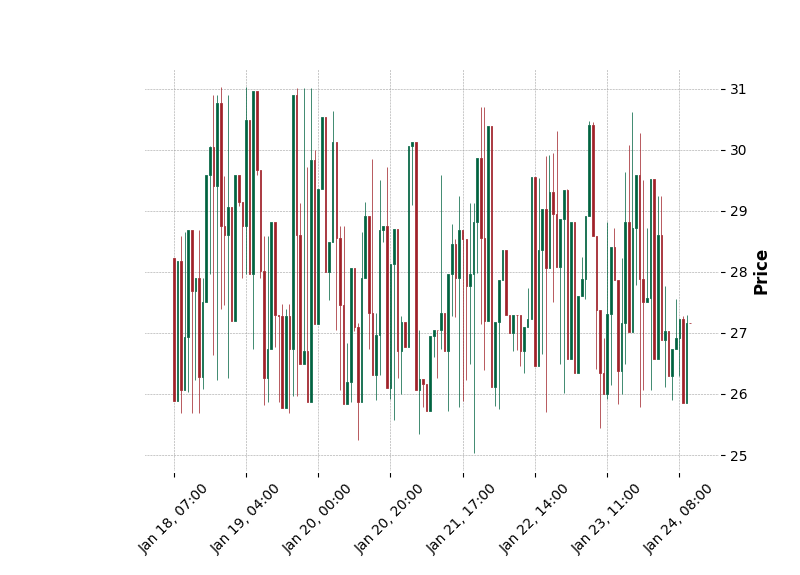 31
30
29
28
27
26
25
Price
Jan 18, 07:00
Jan 19, 04:00
Jan 20, 00:00
Jan 20, 20:00
Jan 21, 17:00
Jan 22, 14:00
Jan 23, 11:00
Jan 24, 08:00